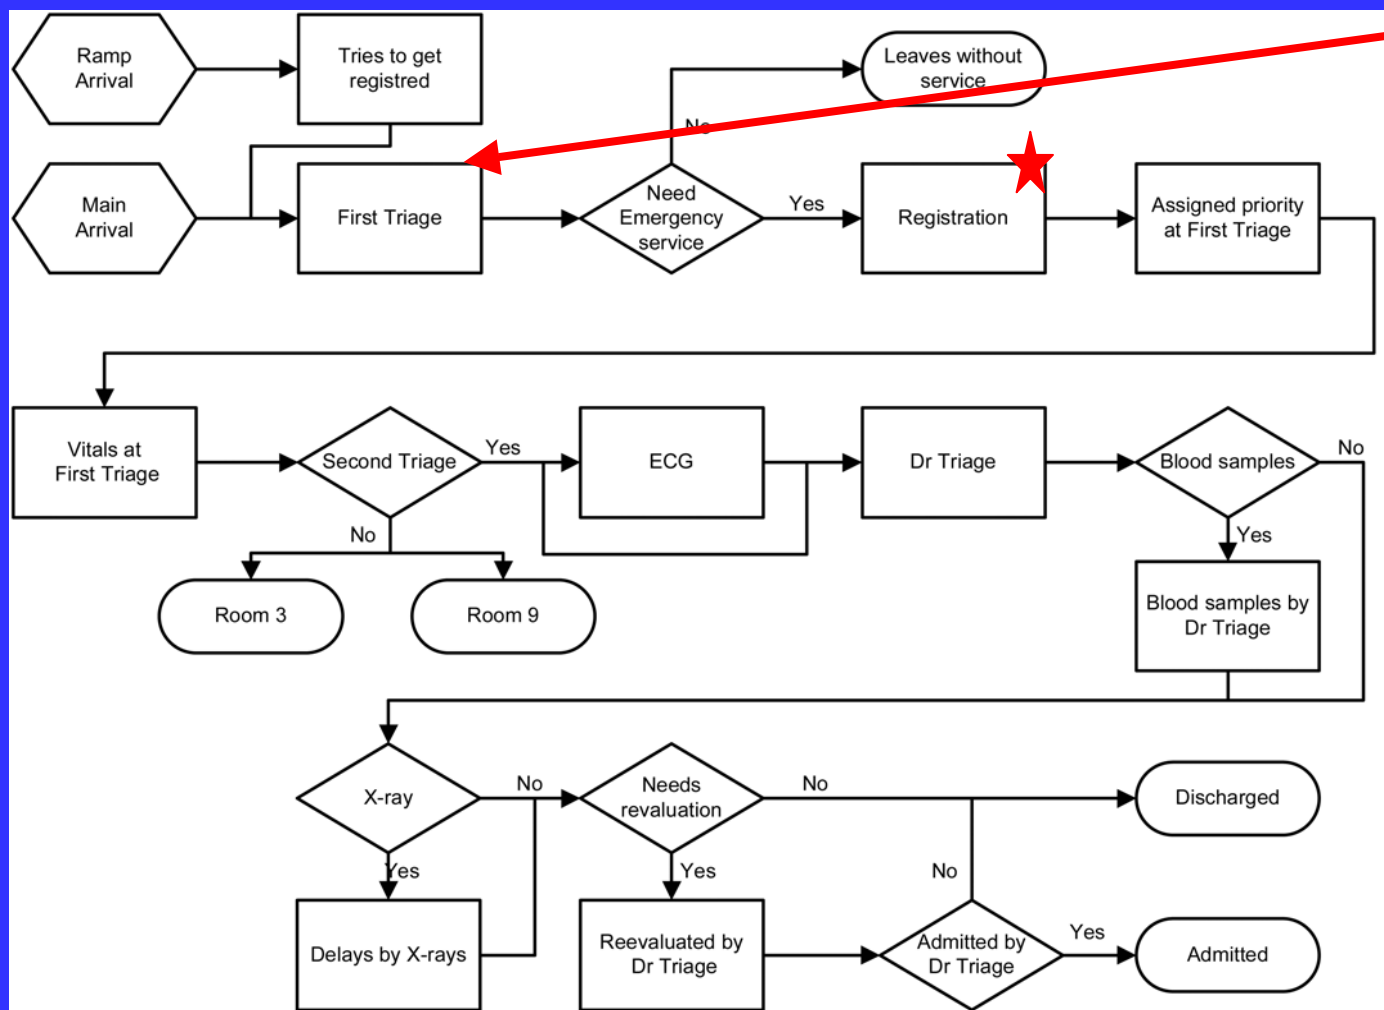 Ramp
Arrival
Tries to get
registred
Leaves without
service
No
Main
Arrival
First Triage
Need
Emergency
service
Yes
Registration
Assigned priority
at First Triage
Vitals at
First Triage
Second Triage
Yes
ECG
Dr Triage
Blood samples
No
No
Yes
Room 3
Room 9
Blood samples by
Dr Triage
X-ray
No
Needs
revaluation
No
Discharged
Yes
Yes
No
Delays by X-rays
Reevaluated by
Dr Triage
Admitted by
Dr Triage
Yes
Admitted